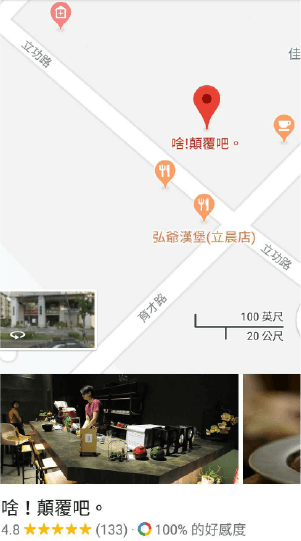 立功路
佳
啥!顛覆吧。
弘爺漢堡(立晨店)
立功路
育才路
100 英尺
20 公尺
啥！顛覆吧。
4.8 (133) · 100% 的好感度